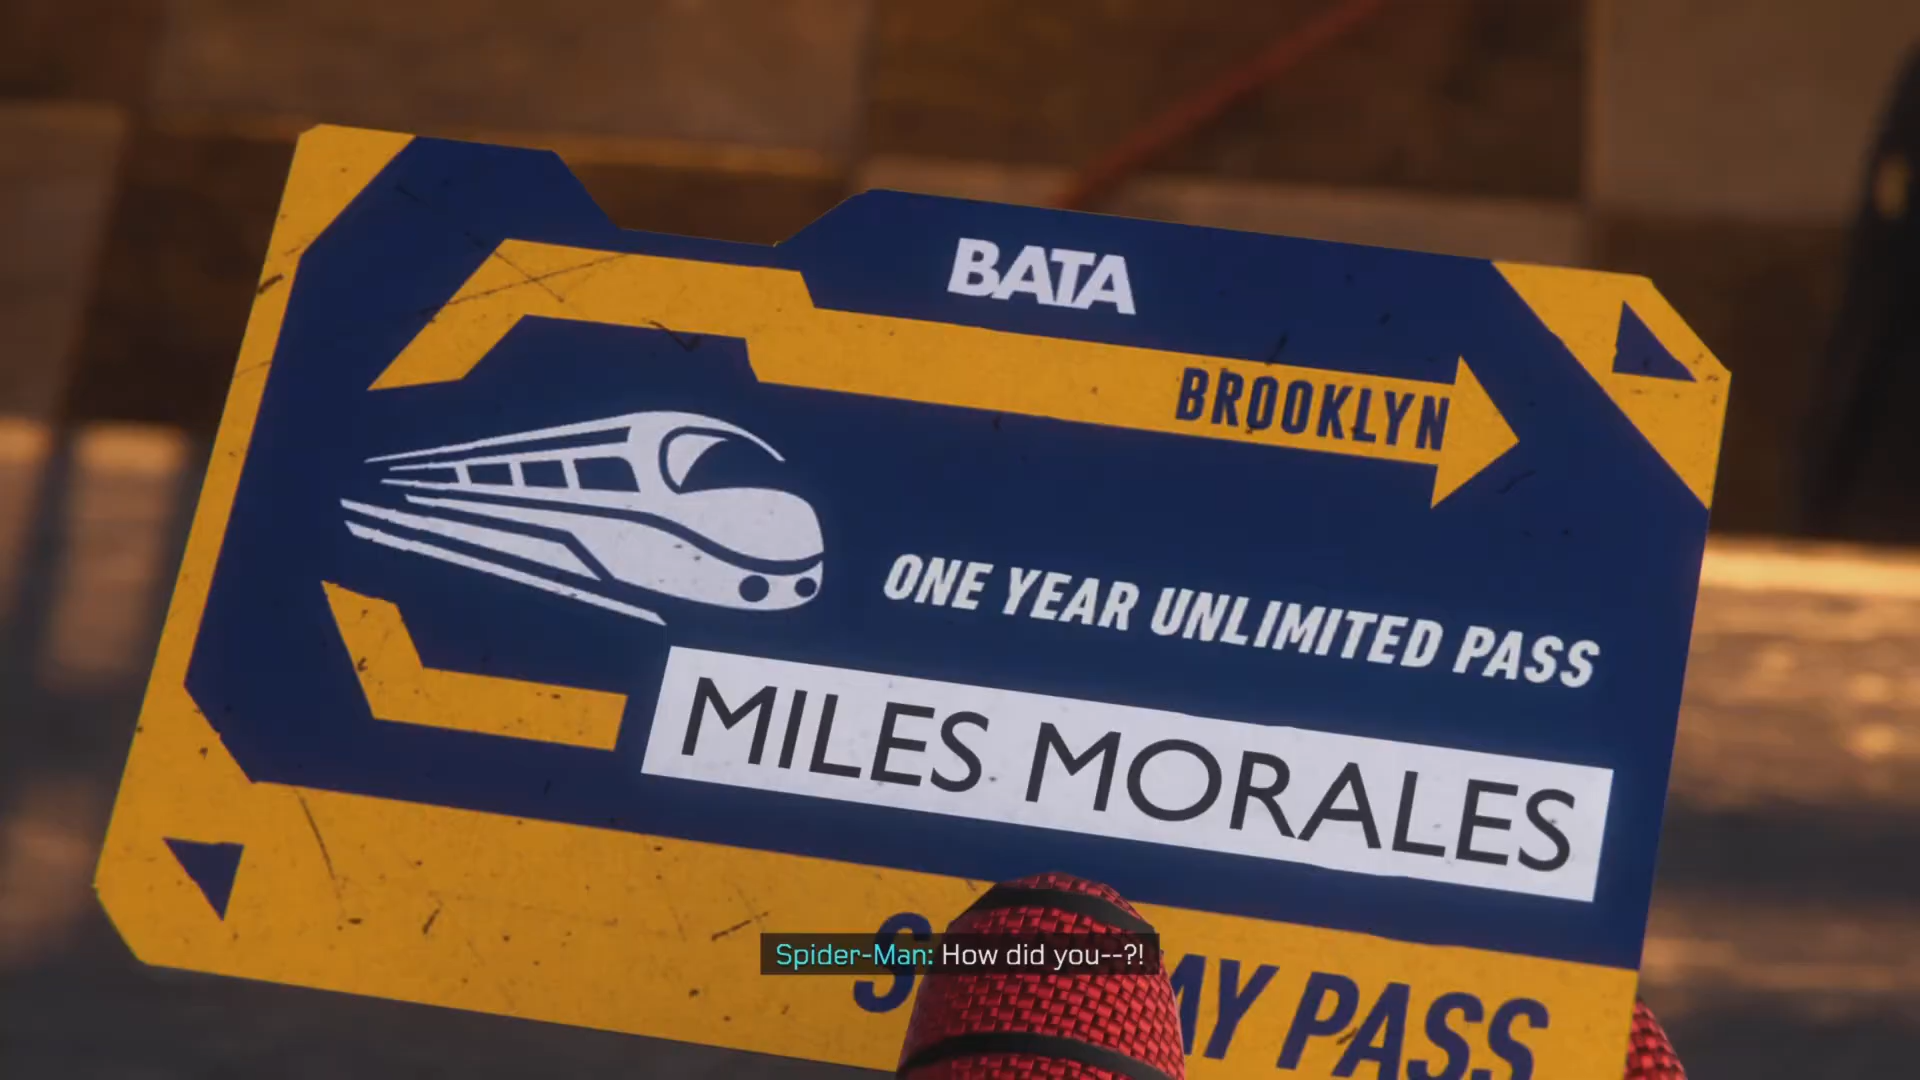 BATA
BROOKLYN
ONE YEAR UNLIMITED PASS
MILES MORALES
Spider-Man: How did you--?!
PASS